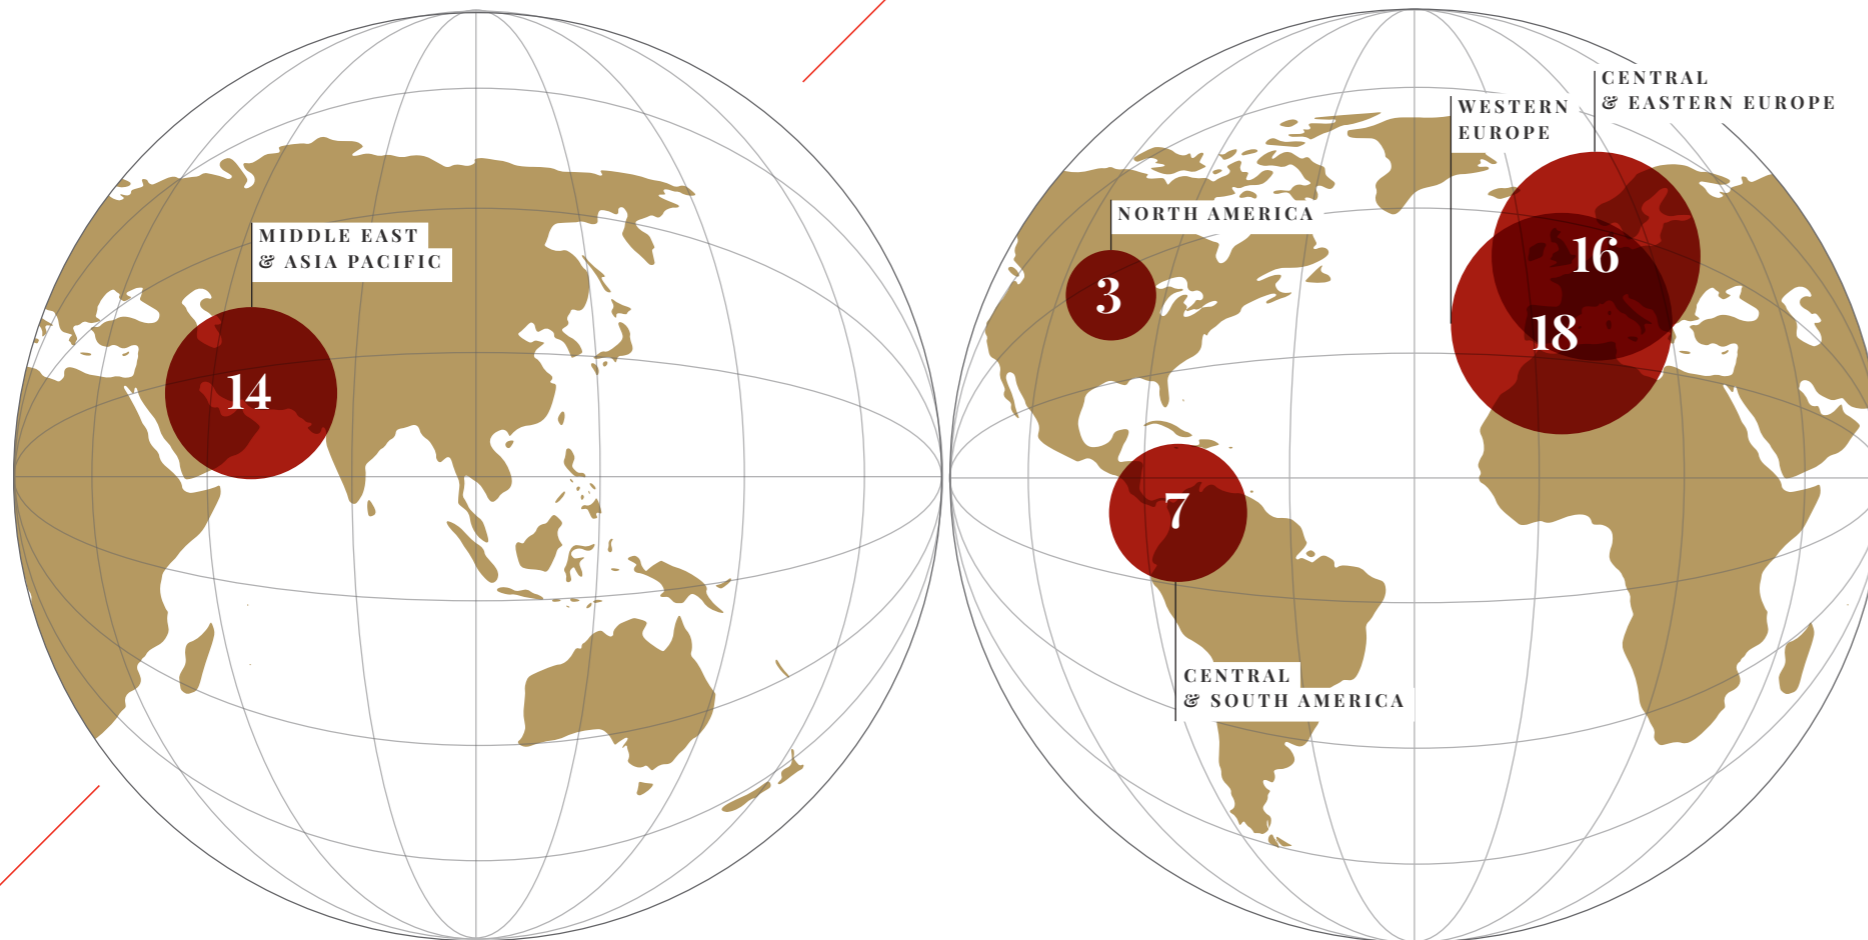 MIDDLE EAST
& ASIA PACIFIC
14
NORTH AMERICA
3
WESTERN
EUROPE
18
CENTRAL
& EASTERN EUROPE
16
7
CENTRAL
& SOUTH AMERICA